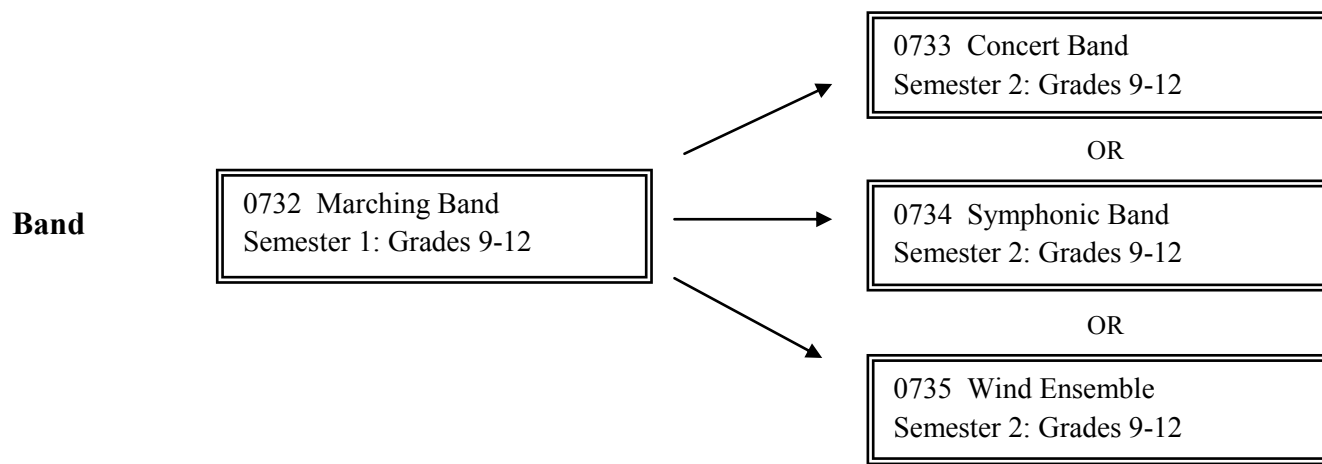 Band
0732 Marching Band
Semester 1: Grades 9-12
0733 Concert Band
Semester 2: Grades 9-12
OR
0734 Symphonic Band
Semester 2: Grades 9-12
OR
0735 Wind Ensemble
Semester 2: Grades 9-12